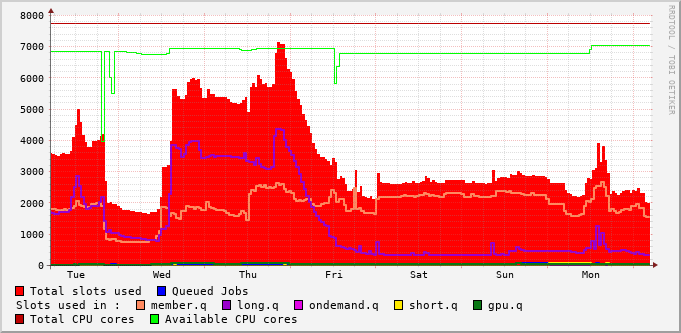 RRDTOOL / TOBI OETIKER
8000
7000
6000
5000
4000
3000
2000
1000
0
Tue Wed Thu Fri Sat Sun Mon
Total slots used Queued Jobs
Slots used in : member.q long.q ondemand.q short.q gpu.q
Total CPU cores Available CPU cores